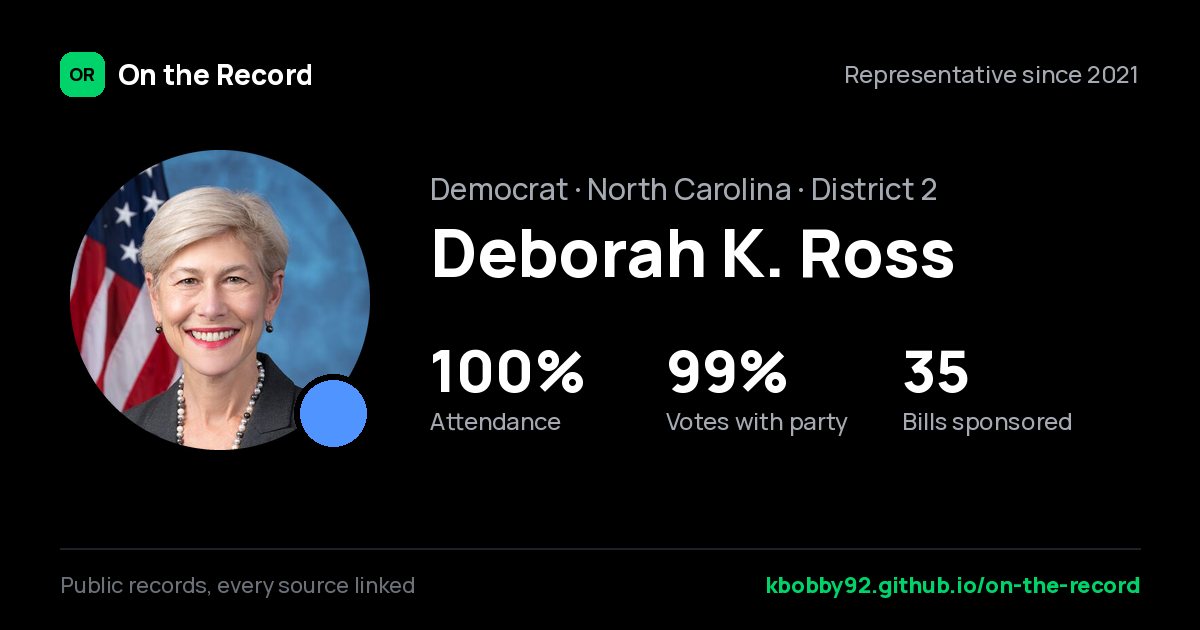 OR On the Record
Representative since 2021
Democrat · North Carolina · District 2
Deborah K. Ross
100% 99% 35
Attendance Votes with party Bills sponsored
Public records, every source linked
kbobby92.github.io/on-the-record